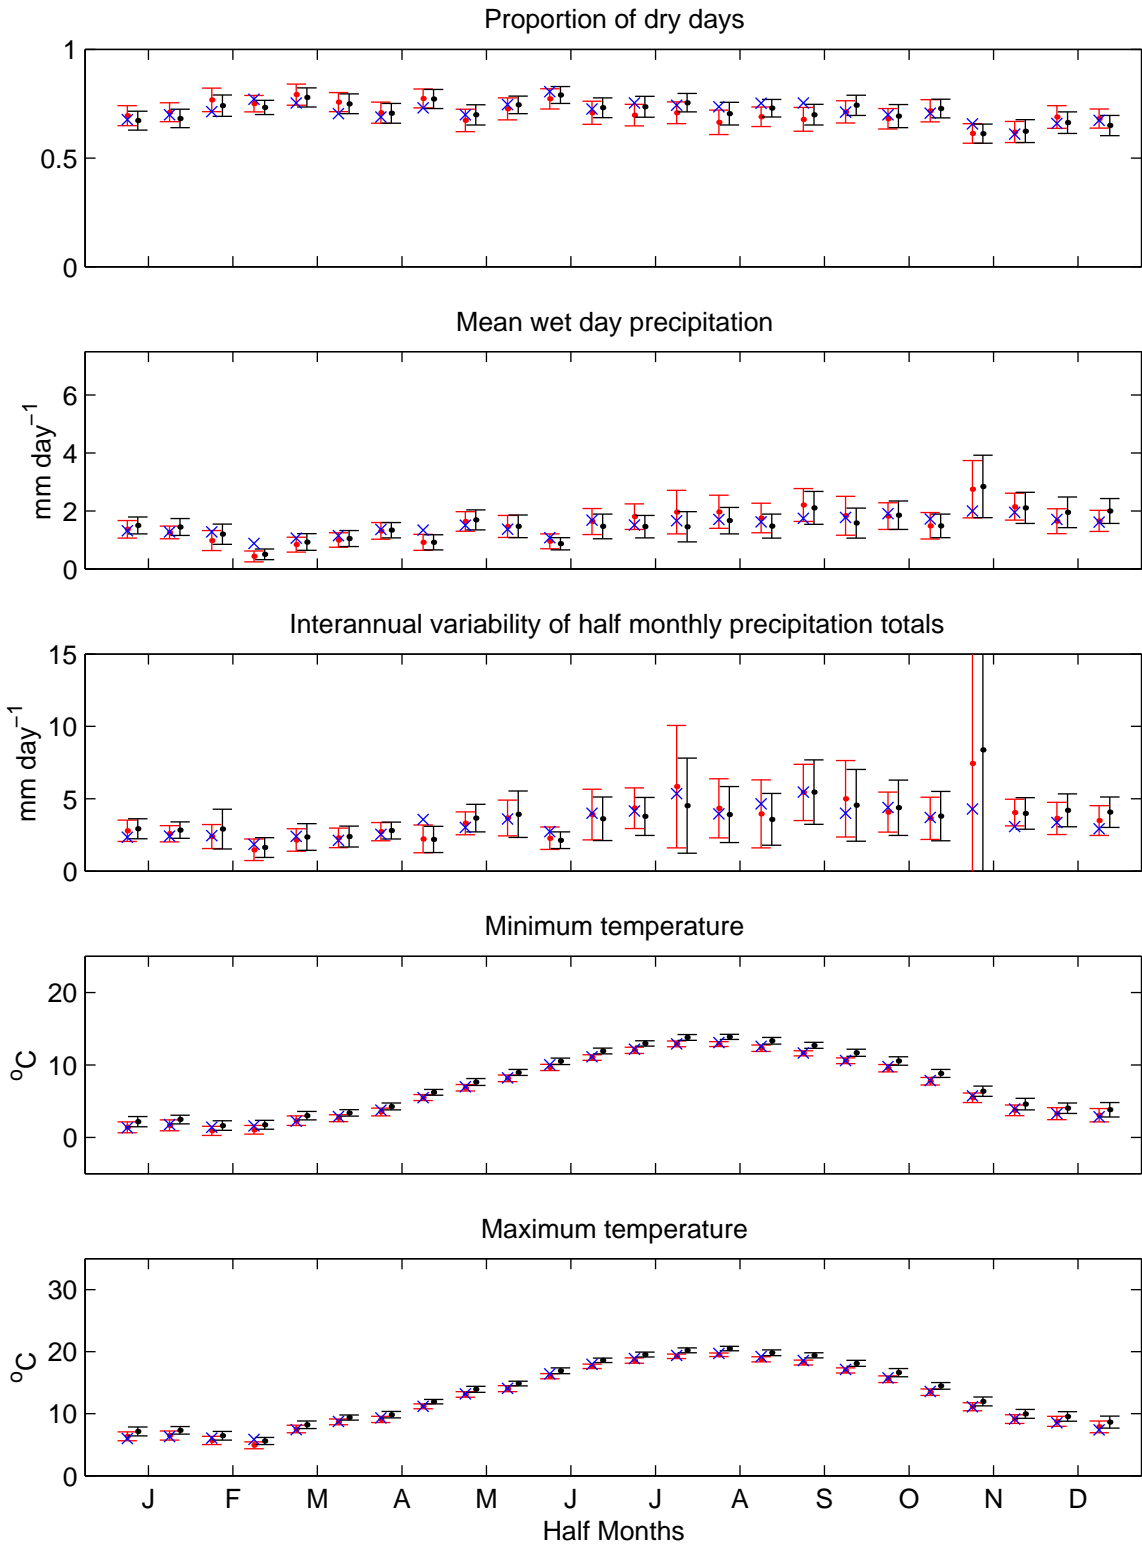 Proportion of dry days
1
0.5
0
Mean wet day precipitation
6
4
2
0
mm day⁻¹
Interannual variability of half monthly precipitation totals
15
10
5
0
mm day⁻¹
Minimum temperature
20
10
0
oC
Maximum temperature
30
20
10
0
oC
J F M A M J J A S O N D
Half Months